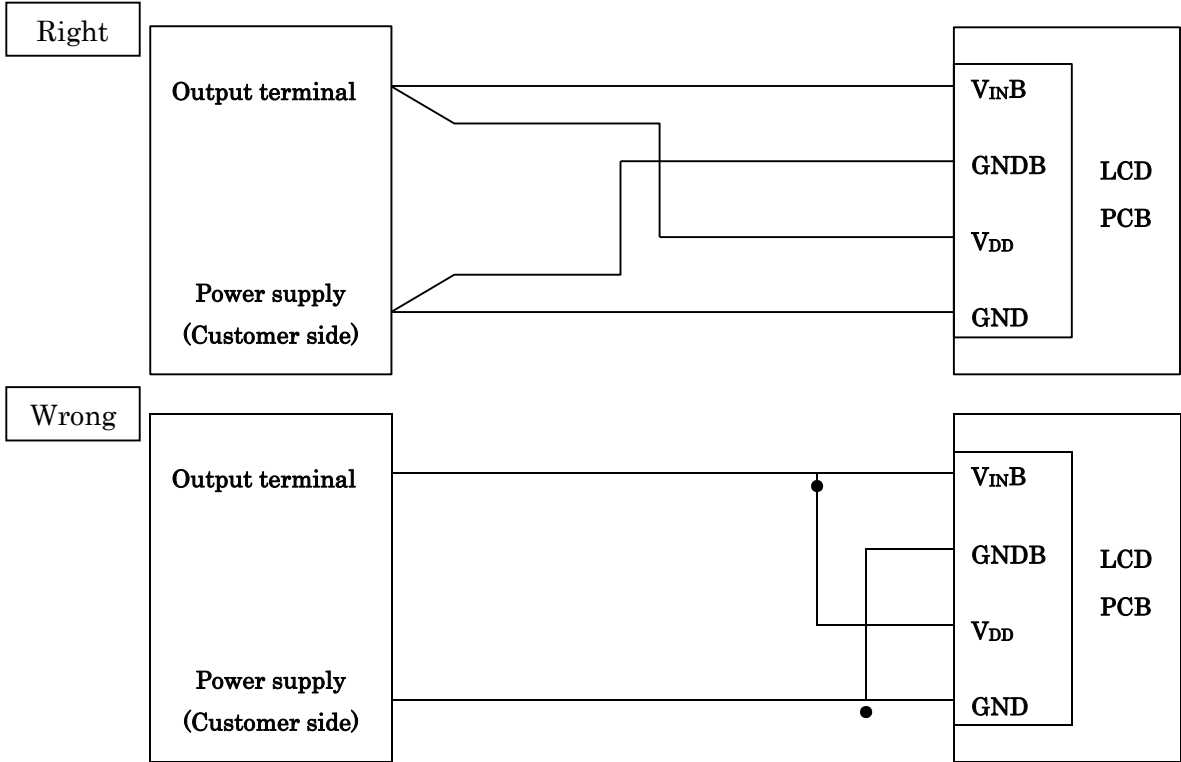 Right
Output terminal
VINB
GNDB
LCD
PCB
VDD
Power supply
(Customer side)
GND
Wrong
Output terminal
VINB
GNDB
LCD
PCB
VDD
Power supply
(Customer side)
GND